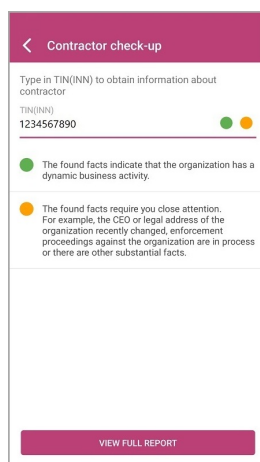 Contractor check-up
Type in TIN(INN) to obtain information about
contractor
TIN(INN)
1234567890
The found facts indicate that the organization has a
dynamic business activity.
The found facts require you close attention.
For example, the CEO or legal address of the
organization recently changed, enforcement
proceedings against the organization are in process
or there are other substantial facts.
VIEW FULL REPORT